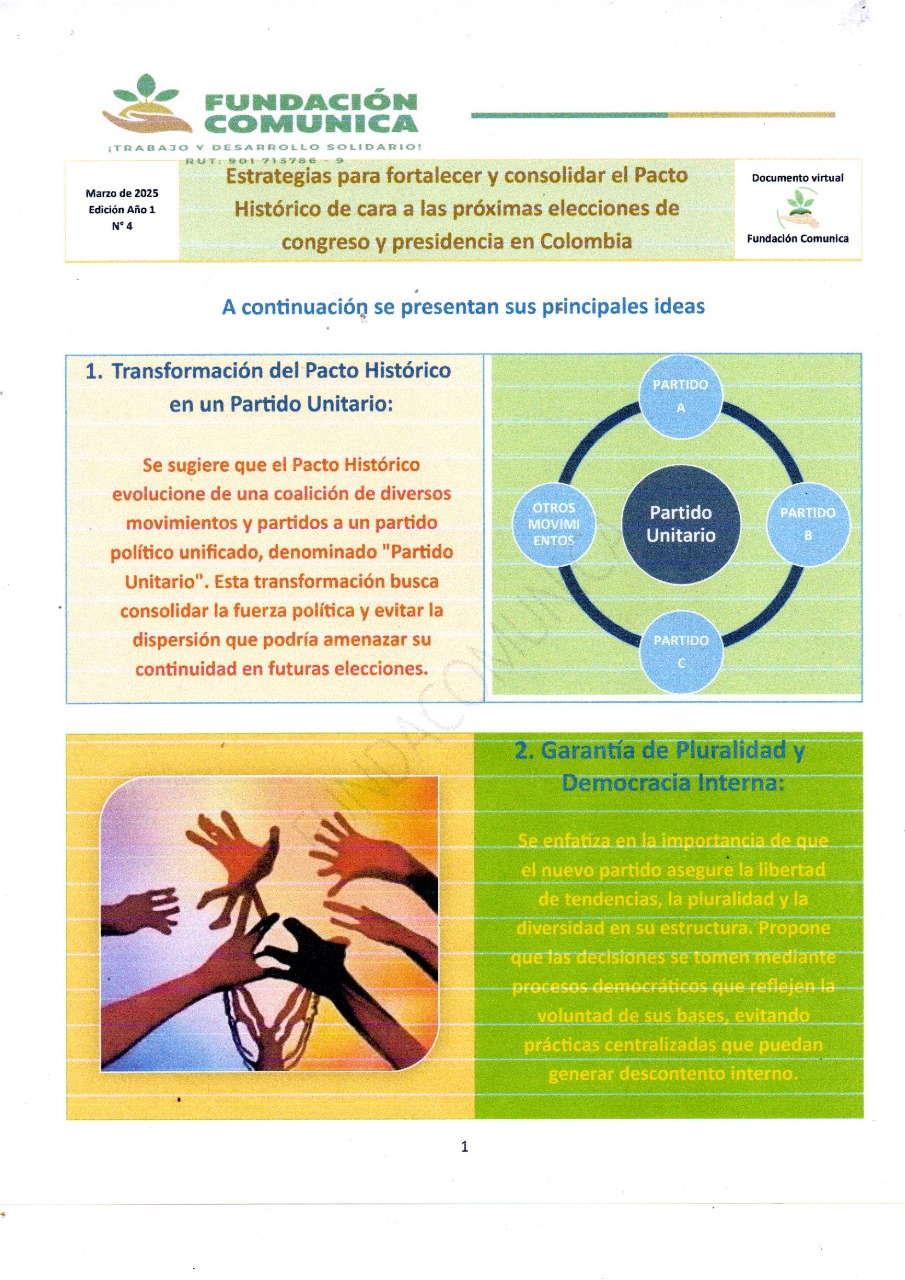 FUNDACIÓN
COMUNICA
¡TRABAJO Y DESARROLLO SOLIDARIO!
RUT: 901 713786 - 9
Marzo de 2025
Edición Año 1
N° 4
Estrategias para fortalecer y consolidar el Pacto
Histórico de cara a las próximas elecciones de
congreso y presidencia en Colombia
Documento virtual
Fundación Comunica
A continuación se presentan sus principales ideas
1. Transformación del Pacto Histórico
en un Partido Unitario:
Se sugiere que el Pacto Histórico
evolucione de una coalición de diversos
movimientos y partidos a un partido
político unificado, denominado "Partido
Unitario". Esta transformación busca
consolidar la fuerza política y evitar la
dispersión que podría amenazar su
continuidad en futuras elecciones.
PARTIDO
A
OTROS
MOVIMI
ENTOS
Partido
Unitario
PARTIDO
B
PARTIDO
C
FUNDACOMUNICA
2. Garantía de Pluralidad y
Democracia Interna:
Se enfatiza en la importancia de que
el nuevo partido asegure la libertad
de tendencias, la pluralidad y la
diversidad en su estructura. Propone
que las decisiones se tomen mediante
procesos democráticos que reflejen la
voluntad de sus bases, evitando
prácticas centralizadas que puedan
generar descontento interno.
1